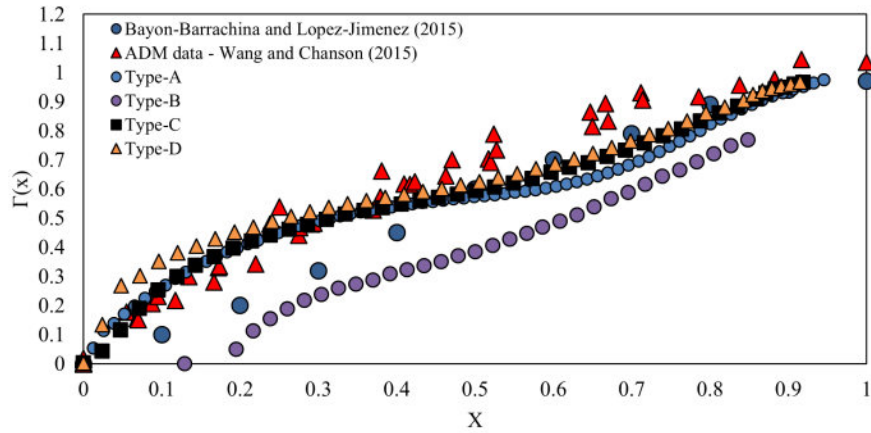 1.2
1.1
1
0.9
0.8
0.7
0.6
0.5
0.4
0.3
0.2
0.1
0
Γ(x)
Bayon-Barrachina and Lopez-Jimenez (2015)
ADM data - Wang and Chanson (2015)
Type-A
Type-B
Type-C
Type-D
0 0.1 0.2 0.3 0.4 0.5 0.6 0.7 0.8 0.9 1
X